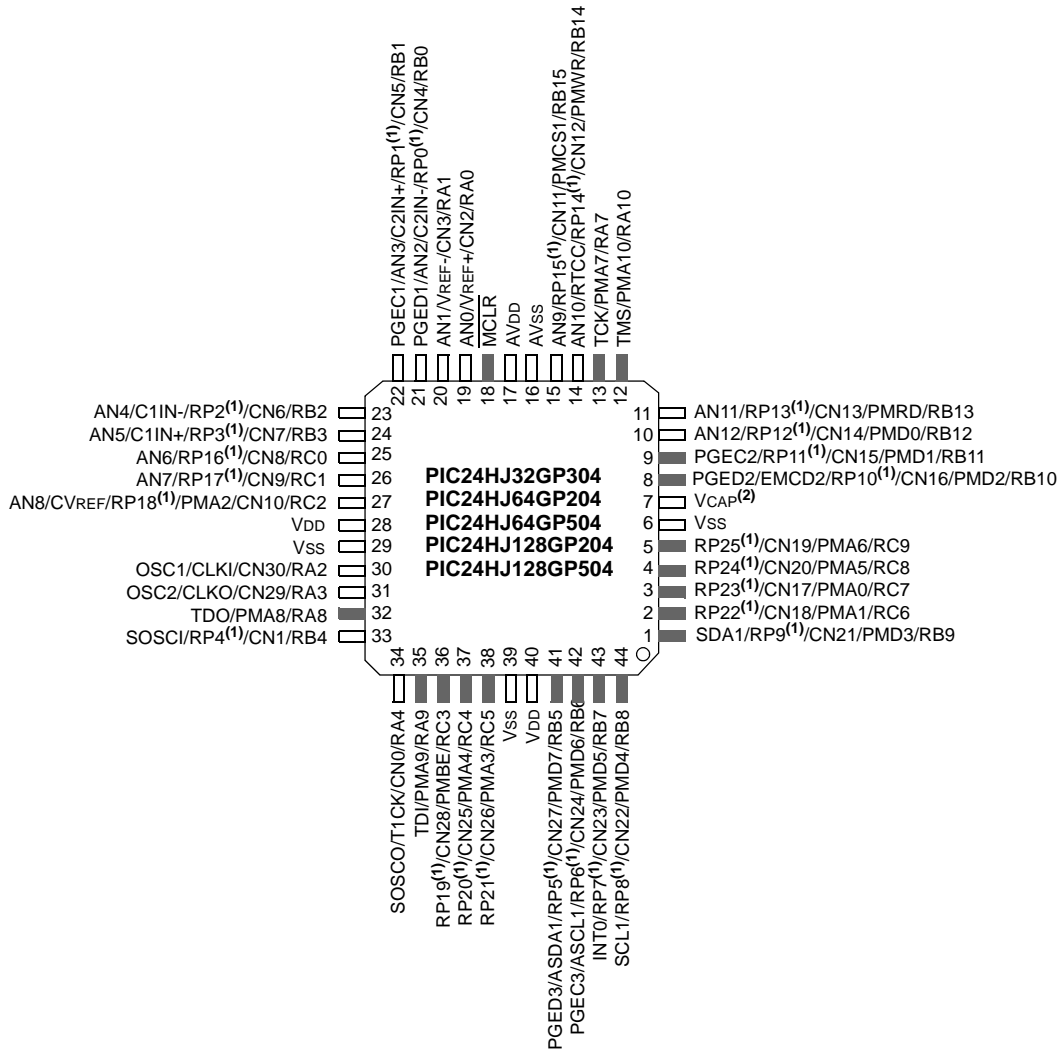 PGEC1/AN3/C2IN+/RP1(1)/CN5/RB1
PGED1/AN2/C2IN-/RP0(1)/CN4/RB0
AN1/VREF-/CN3/RA1
AN0/VREF+/CN2/RA0
MCLR
AVDD
AVSS
AN9/RP15(1)/CN11/PMCS1/RB15
AN10/RTCC/RP14(1)/CN12/PMWR/RB14
TCK/PMA7/RA7
TMS/PMA10/RA10
22 21 20 19 18 17 16 15 14 13 12
AN4/C1IN-/RP2(1)/CN6/RB2 23
AN5/C1IN+/RP3(1)/CN7/RB3 24
AN6/RP16(1)/CN8/RC0 25
AN7/RP17(1)/CN9/RC1 26
AN8/CVREF/RP18(1)/PMA2/CN10/RC2 27
VDD 28
VSS 29
OSC1/CLKI/CN30/RA2 30
OSC2/CLKO/CN29/RA3 31
TDO/PMA8/RA8 32
SOSCI/RP4(1)/CN1/RB4 33
PIC24HJ32GP304
PIC24HJ64GP204
PIC24HJ64GP504
PIC24HJ128GP204
PIC24HJ128GP504
11 AN11/RP13(1)/CN13/PMRD/RB13
10 AN12/RP12(1)/CN14/PMD0/RB12
9 PGEC2/RP11(1)/CN15/PMD1/RB11
8 PGED2/EMCD2/RP10(1)/CN16/PMD2/RB10
7 VCAP(2)
6 VSS
5 RP25(1)/CN19/PMA6/RC9
4 RP24(1)/CN20/PMA5/RC8
3 RP23(1)/CN17/PMA0/RC7
2 RP22(1)/CN18/PMA1/RC6
1 SDA1/RP9(1)/CN21/PMD3/RB9
34 35 36 37 38 39 40 41 42 43 44
SOSCO/T1CK/CN0/RA4
TDI/PMA9/RA9
RP19(1)/CN28/PMBE/RC3
RP20(1)/CN25/PMA4/RC4
RP21(1)/CN26/PMA3/RC5
VSS
VDD
PGED3/ASDA1/RP5(1)/CN27/PMD7/RB5
PGEC3/ASCL1/RP6(1)/CN24/PMD6/RB6
INT0/RP7(1)/CN23/PMD5/RB7
SCL1/RP8(1)/CN22/PMD4/RB8